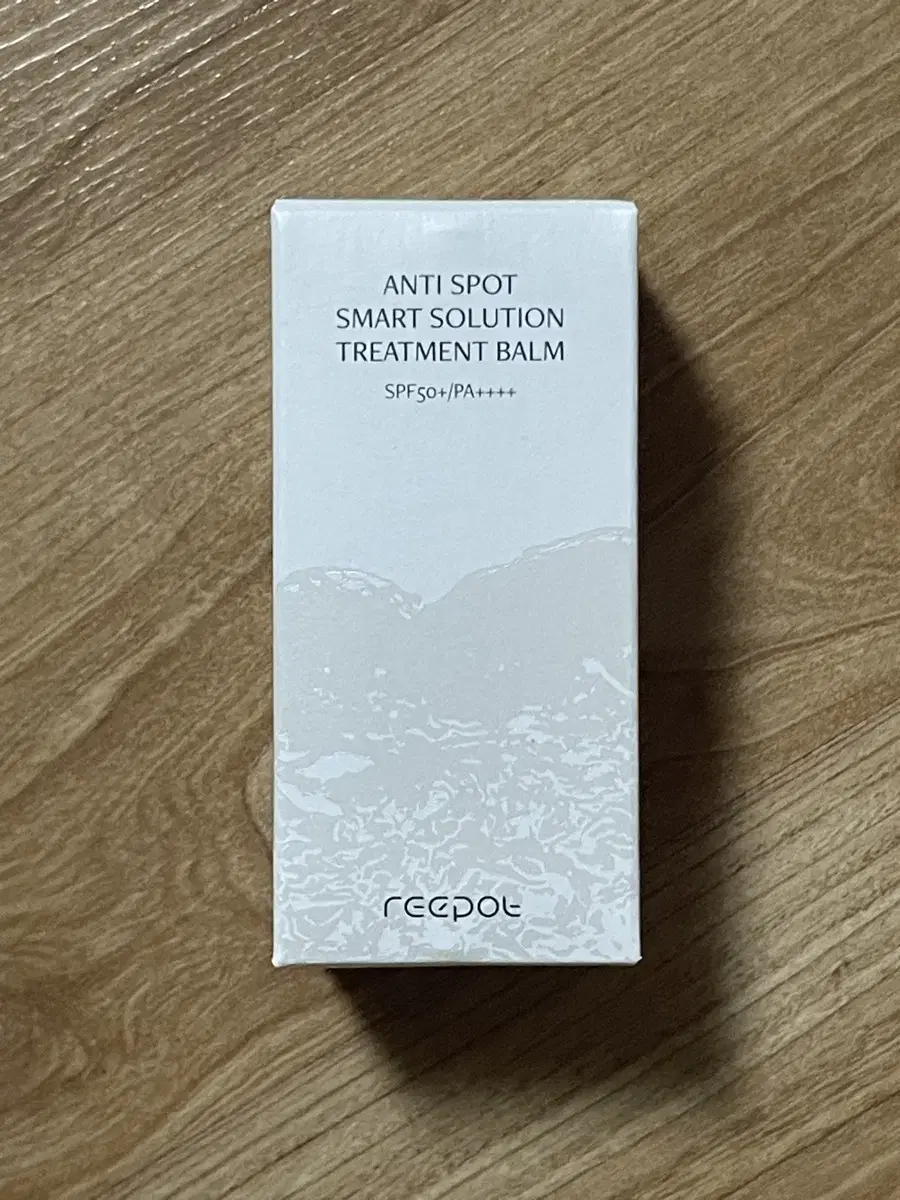 ANTI SPOT
SMART SOLUTION
TREATMENT BALM
SPF50+/PA++++
reepot